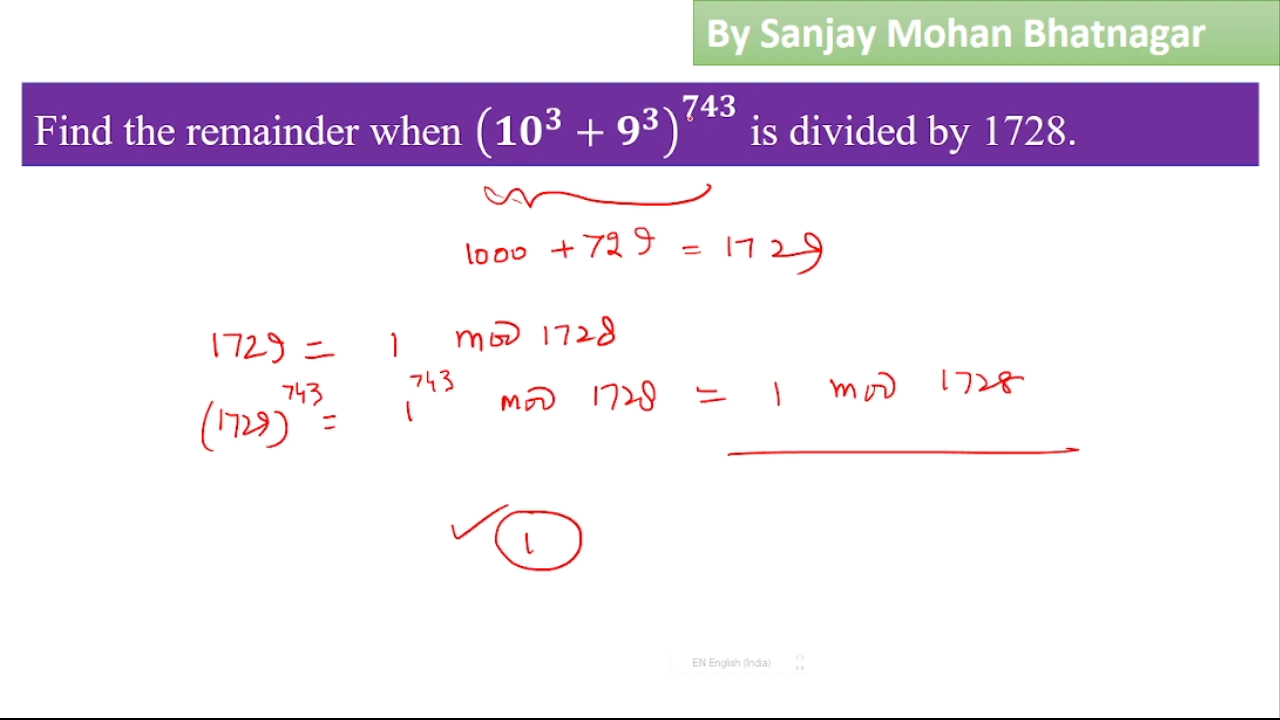 By Sanjay Mohan Bhatnagar
Find the remainder when (10³ + 9³)⁷⁴³ is divided by 1728.
1000 + 729 = 1729
1729 = 1 mod 1728
(1729)⁷⁴³ = 1⁷⁴³ mod 1728 = 1 mod 1728
1
EN English (India)